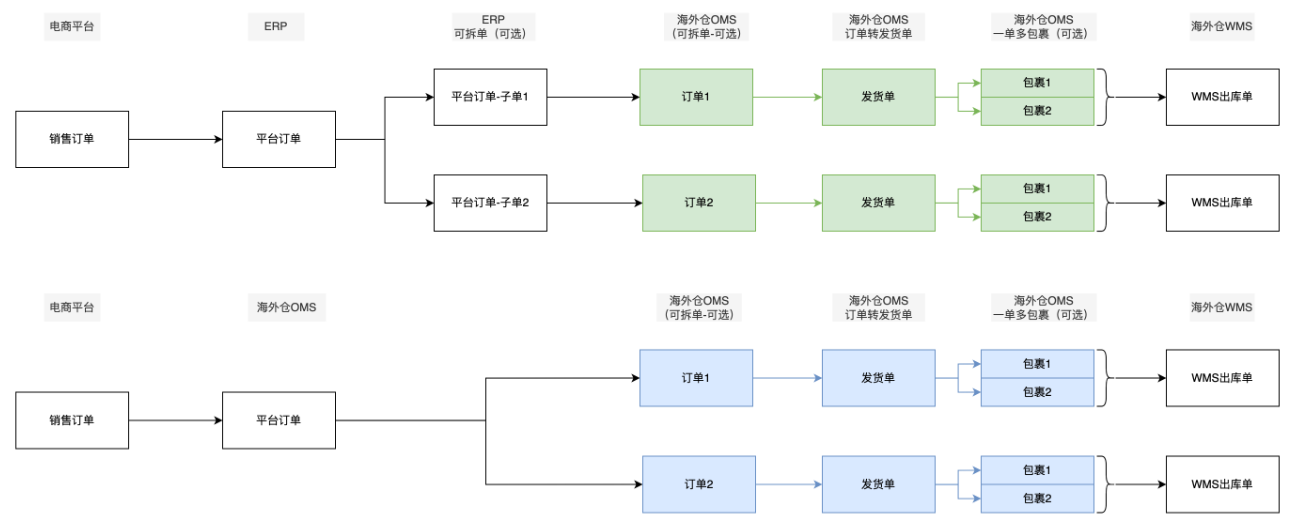 电商平台
ERP
ERP
可拆单（可选）
海外仓OMS
（可拆单-可选）
海外仓OMS
订单转发货单
海外仓OMS
一单多包裹（可选）
海外仓WMS
销售订单
平台订单
平台订单-子单1
订单1
发货单
包裹1
包裹2
WMS出库单
平台订单-子单2
订单2
发货单
包裹1
包裹2
WMS出库单
电商平台
海外仓OMS
海外仓OMS
（可拆单-可选）
海外仓OMS
订单转发货单
海外仓OMS
一单多包裹（可选）
海外仓WMS
销售订单
平台订单
订单1
发货单
包裹1
包裹2
WMS出库单
订单2
发货单
包裹1
包裹2
WMS出库单